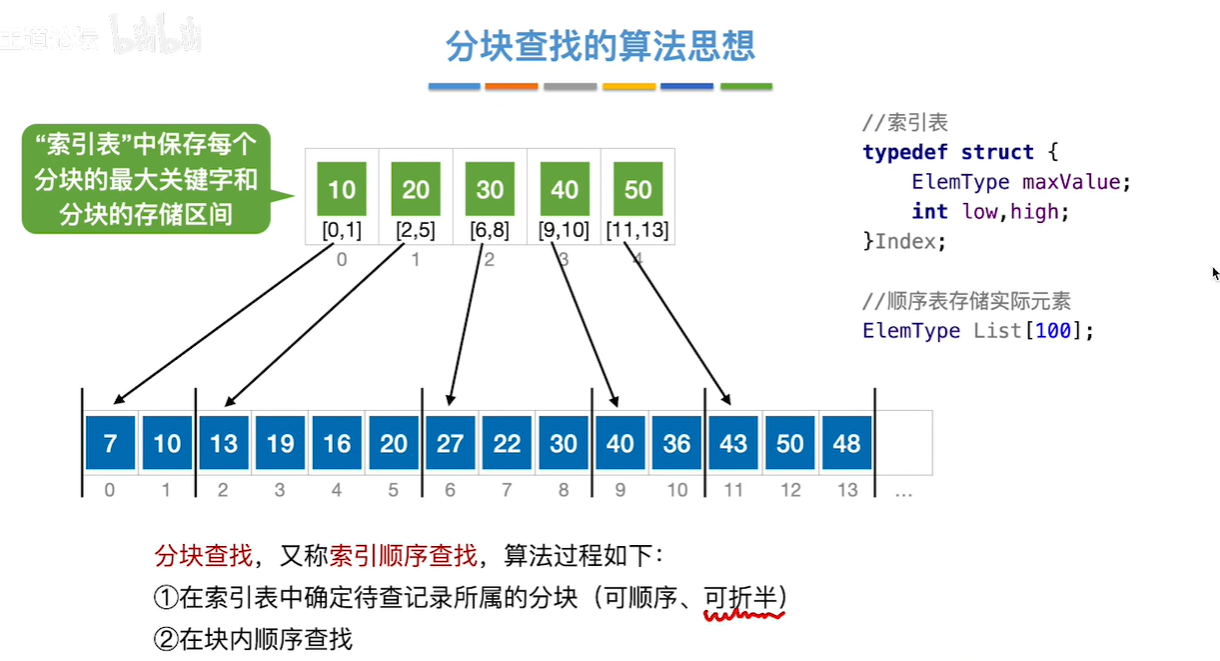 王道论坛 bilibili
分块查找的算法思想
“索引表”中保存每个
分块的最大关键字和
分块的存储区间
10 20 30 40 50
[0,1] [2,5] [6,8] [9,10] [11,13]
0 1 2 3 4
//索引表
typedef struct {
ElemType maxValue;
int low,high;
}Index;
//顺序表存储实际元素
ElemType List[100];
7 10 13 19 16 20 27 22 30 40 36 43 50 48
0 1 2 3 4 5 6 7 8 9 10 11 12 13 ...
分块查找，又称索引顺序查找，算法过程如下：
①在索引表中确定待查记录所属的分块（可顺序、可折半）
②在块内顺序查找